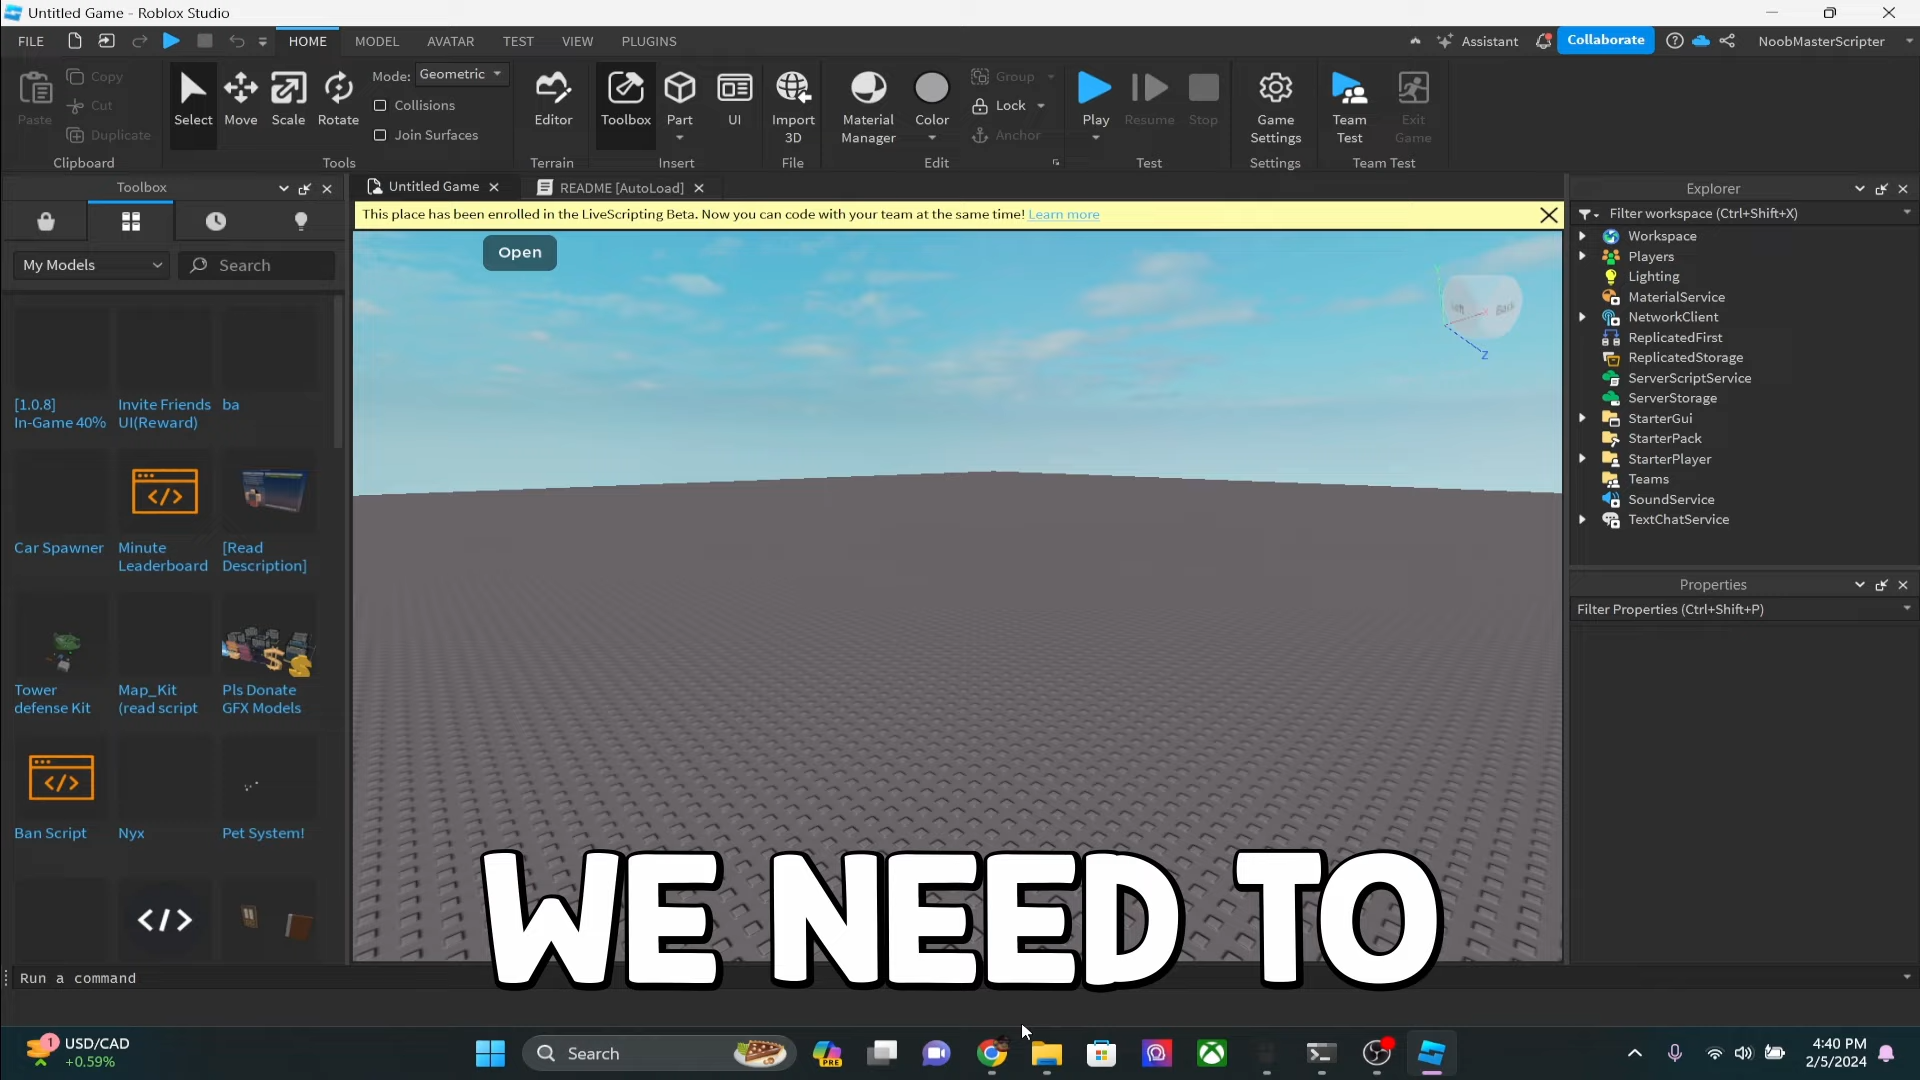 Untitled Game - Roblox Studio
FILE HOME MODEL AVATAR TEST VIEW PLUGINS Assistant Collaborate NoobMasterScripter
Paste
Copy
Cut
Duplicate
Clipboard
Select Move Scale Rotate
Mode: Geometric
Collisions
Join Surfaces
Tools
Editor
Terrain
Toolbox Part UI
Insert
Import
3D
File
Material
Manager
Color
Group
Lock
Anchor
Edit
Play Resume Stop
Test
Game
Settings
Settings
Team
Test
Exit
Game
Team Test
Toolbox
My Models
Search
[1.0.8]
In-Game 40%
Invite Friends
UI(Reward)
ba
Car Spawner
Minute
Leaderboard
[Read
Description]
Tower
defense Kit
Map_Kit
(read script
Pls Donate
GFX Models
Ban Script
Nyx
Pet System!
Untitled Game
README [AutoLoad]
This place has been enrolled in the LiveScripting Beta. Now you can code with your team at the same time! Learn more
Open
Back
Z
Explorer
Filter workspace (Ctrl+Shift+X)
Workspace
Players
Lighting
MaterialService
NetworkClient
ReplicatedFirst
ReplicatedStorage
ServerScriptService
ServerStorage
StarterGui
StarterPack
StarterPlayer
Teams
SoundService
TextChatService
Properties
Filter Properties (Ctrl+Shift+P)
WE NEED TO
Run a command
1
USD/CAD
+0.59%
Search
PRE
4:40 PM
2/5/2024